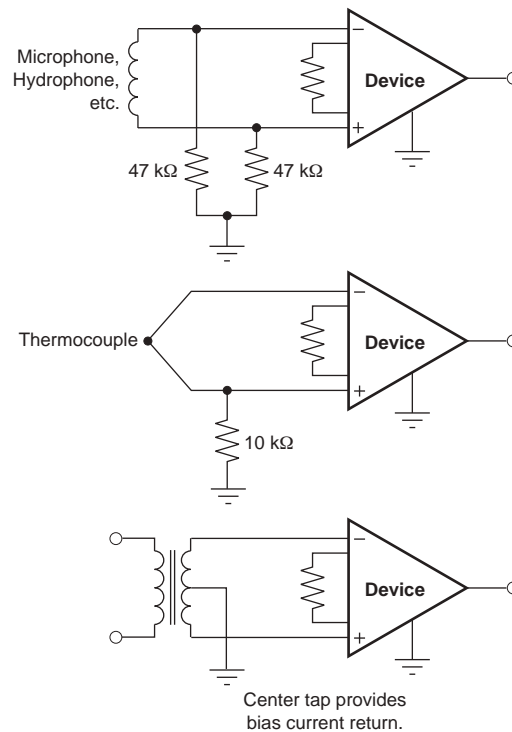 Microphone,
Hydrophone,
etc.
−
Device
+
47 kΩ
47 kΩ
Thermocouple
−
Device
+
10 kΩ
−
Device
+
Center tap provides
bias current return.